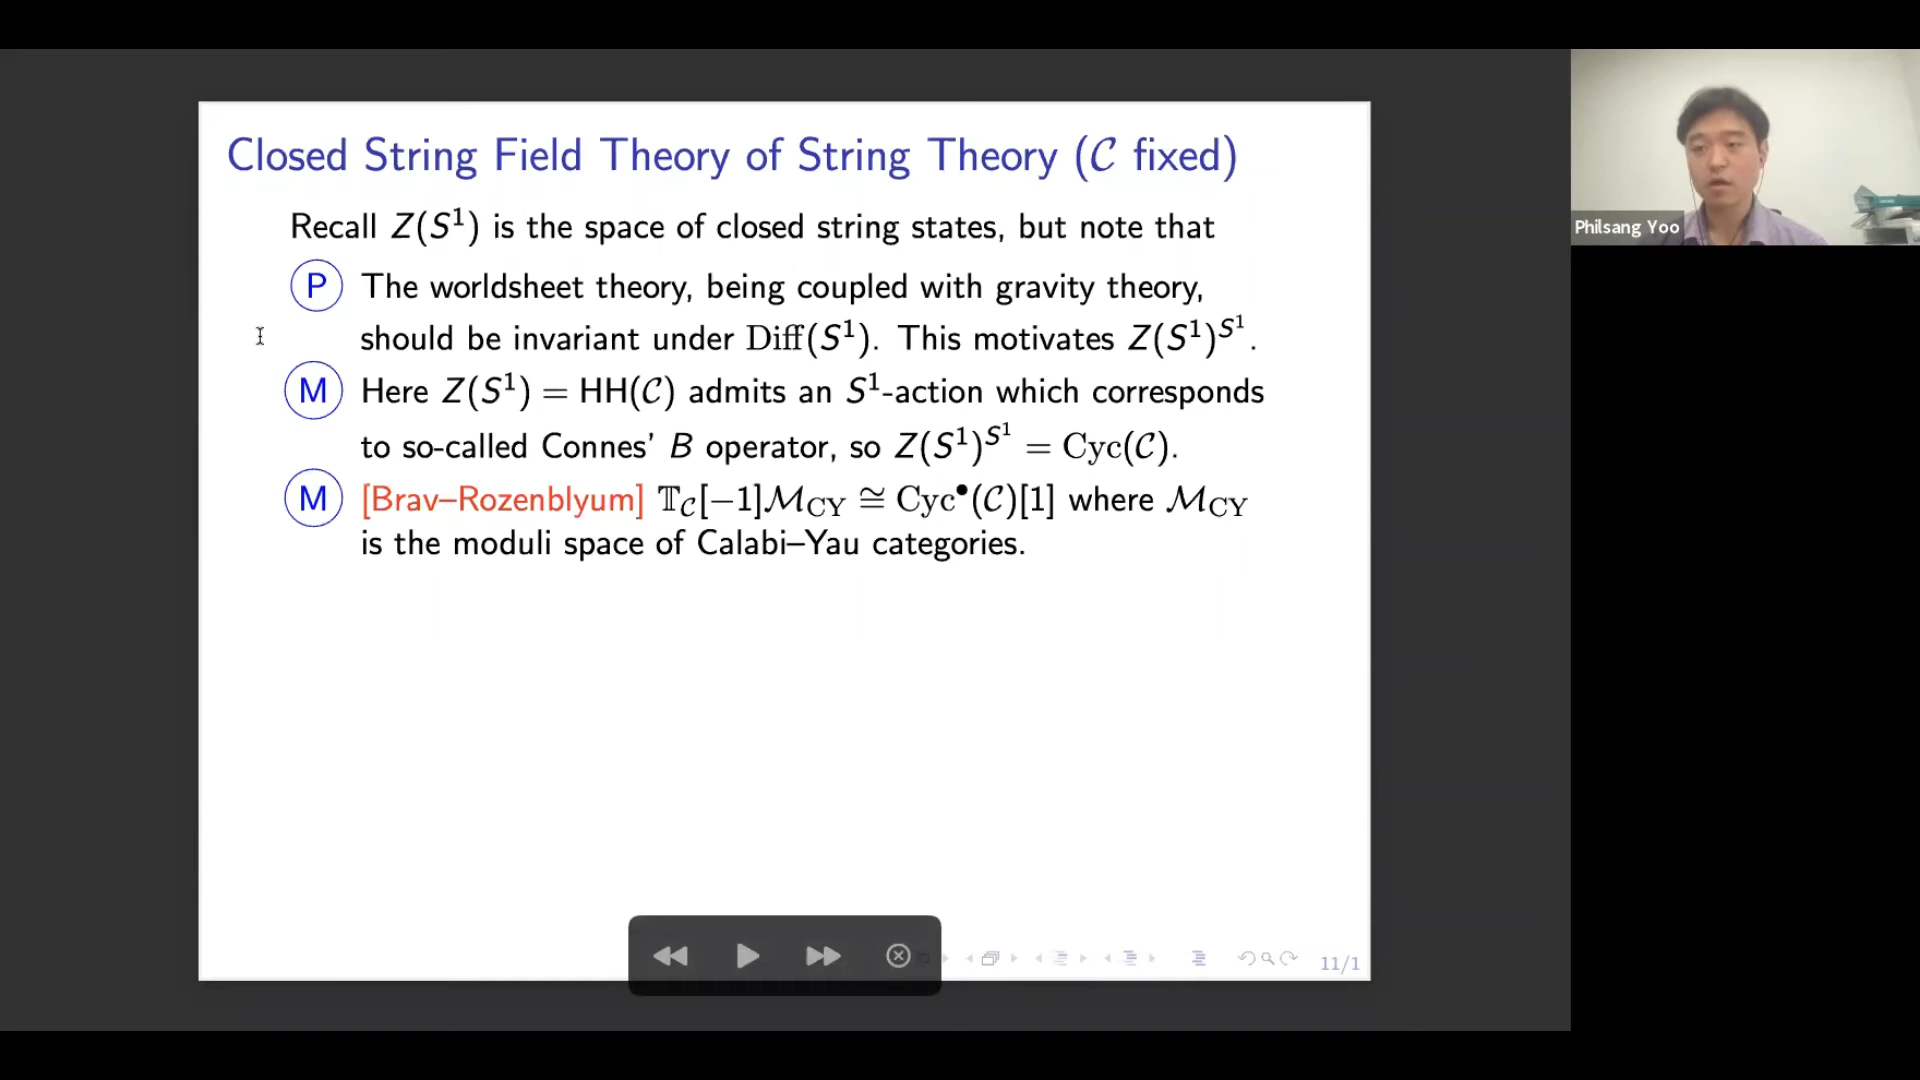 Closed String Field Theory of String Theory (𝒞 fixed)
Recall Z(S¹) is the space of closed string states, but note that
P The worldsheet theory, being coupled with gravity theory,
should be invariant under Diff(S¹). This motivates Z(S¹)^{S¹}.
M Here Z(S¹) = HH(𝒞) admits an S¹-action which corresponds
to so-called Connes' B operator, so Z(S¹)^{S¹} = Cyc(𝒞).
M [Brav–Rozenblyum] 𝕋_𝒞[−1]ℳ_CY ≅ Cyc^•(𝒞)[1] where ℳ_CY
is the moduli space of Calabi–Yau categories.
11/1
Philsang Yoo